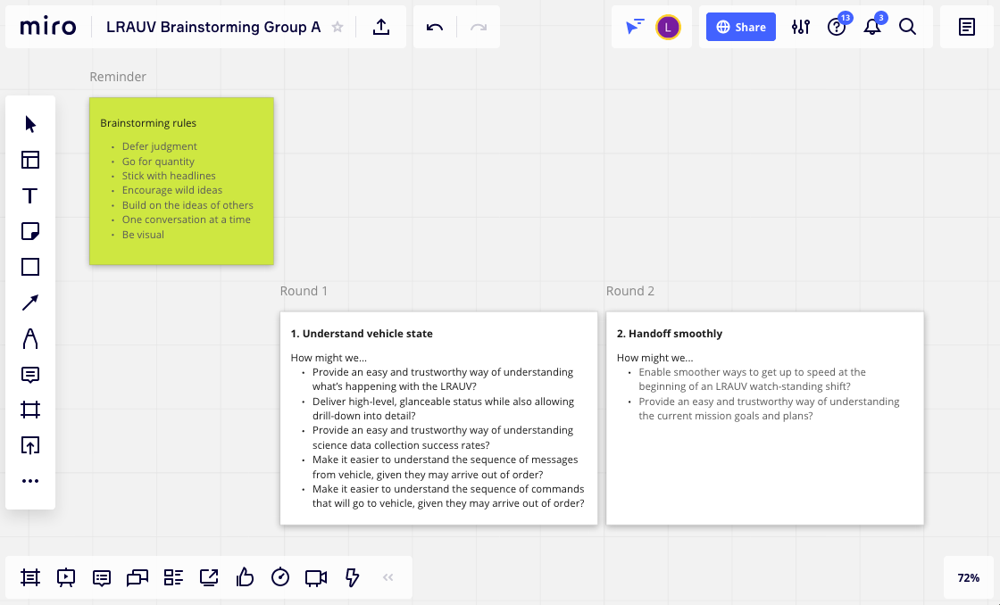 miro
LRAUV Brainstorming Group A
L
Share
13
3
Reminder
Brainstorming rules
• Defer judgment
• Go for quantity
• Stick with headlines
• Encourage wild ideas
• Build on the ideas of others
• One conversation at a time
• Be visual
Round 1
1. Understand vehicle state
How might we...
• Provide an easy and trustworthy way of understanding
what's happening with the LRAUV?
• Deliver high-level, glanceable status while also allowing
drill-down into detail?
• Provide an easy and trustworthy way of understanding
science data collection success rates?
• Make it easier to understand the sequence of messages
from vehicle, given they may arrive out of order?
• Make it easier to understand the sequence of commands
that will go to vehicle, given they may arrive out of order?
Round 2
2. Handoff smoothly
How might we...
• Enable smoother ways to get up to speed at the
beginning of an LRAUV watch-standing shift?
• Provide an easy and trustworthy way of understanding
the current mission goals and plans?
72%